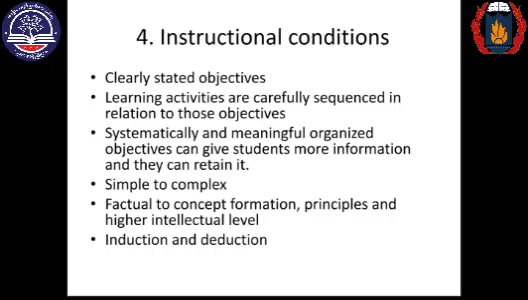 4. Instructional conditions
• Clearly stated objectives
• Learning activities are carefully sequenced in
relation to those objectives
• Systematically and meaningful organized
objectives can give students more information
and they can retain it.
• Simple to complex
• Factual to concept formation, principles and
higher intellectual level
• Induction and deduction